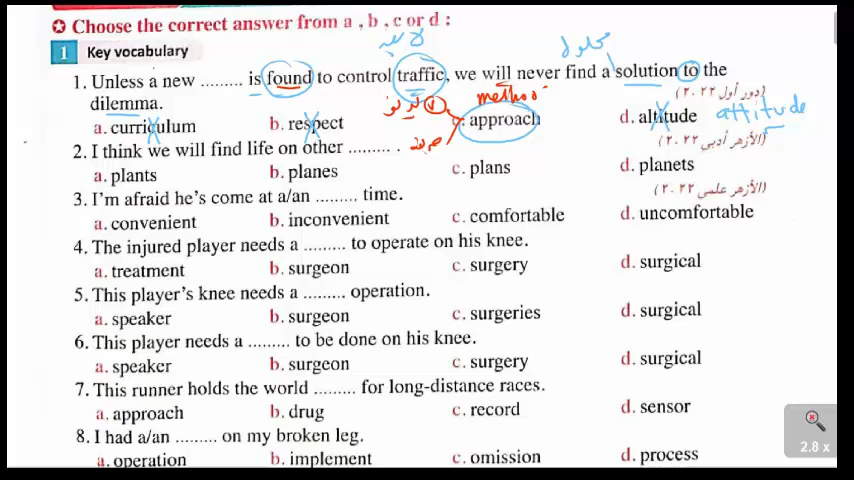 ✪ Choose the correct answer from a , b , c or d :
1 Key vocabulary
1. Unless a new ......... is found to control traffic, we will never find a solution to the
dilemma.
(دور أول ٢٠٢٢)
method
a. curriculum b. respect c. approach d. altitude attitude
2. I think we will find life on other ......... .
(الأزهر أدبي ٢٠٢٢)
a. plants b. planes c. plans d. planets
3. I'm afraid he's come at a/an ......... time.
(الأزهر علمي ٢٠٢٢)
a. convenient b. inconvenient c. comfortable d. uncomfortable
4. The injured player needs a ......... to operate on his knee.
a. treatment b. surgeon c. surgery d. surgical
5. This player's knee needs a ......... operation.
a. speaker b. surgeon c. surgeries d. surgical
6. This player needs a ......... to be done on his knee.
a. speaker b. surgeon c. surgery d. surgical
7. This runner holds the world ......... for long-distance races.
a. approach b. drug c. record d. sensor
8. I had a/an ......... on my broken leg.
a. operation b. implement c. omission d. process
2.8 x